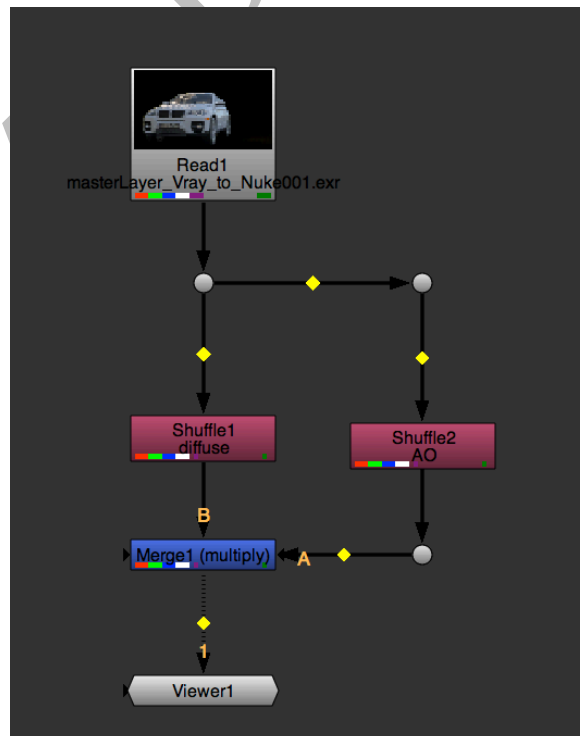 Read1
masterLayer_Vray_to_Nuke001.exr
Shuffle1
diffuse
Shuffle2
AO
B
Merge1 (multiply)
A
1
Viewer1